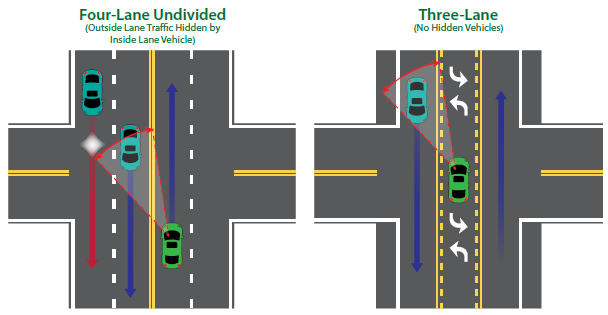 Four-Lane Undivided
(Outside Lane Traffic Hidden by
Inside Lane Vehicle)
Three-Lane
(No Hidden Vehicles)